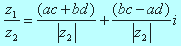 z₁/z₂ = (ac + bd)/|z₂| + (bc − ad)/|z₂| i